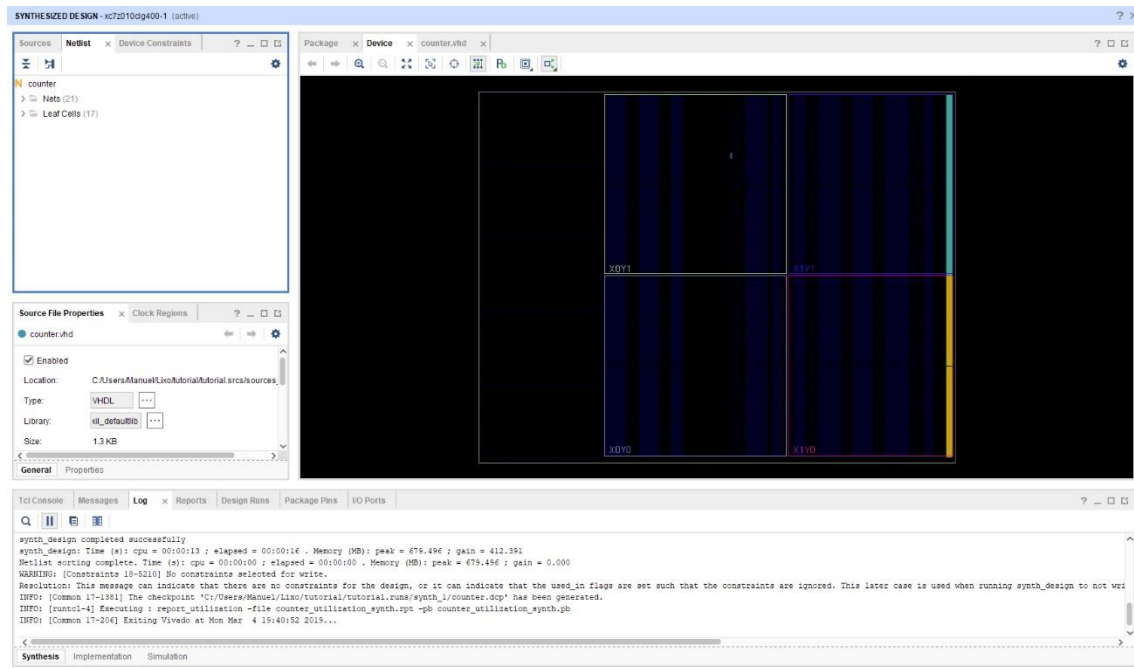 SYNTHESIZED DESIGN - xc7z010clg400-1 (active)
Sources Netlist Device Constraints
counter
Nets (21)
Leaf Cells (17)
Source File Properties Clock Regions
counter.vhd
Enabled
Location: C:/Users/Manuel/Lixo/tutorial/tutorial.srcs/sources_
Type: VHDL
Library: xil_defaultlib
Size: 1.3 KB
General Properties
Package Device counter.vhd
X0Y1 X1Y1
X0Y0 X1Y0
Tcl Console Messages Log Reports Design Runs Package Pins I/O Ports
synth_design completed successfully
synth_design: Time (s): cpu = 00:00:13 ; elapsed = 00:00:16 . Memory (MB): peak = 679.496 ; gain = 412.391
Netlist sorting complete. Time (s): cpu = 00:00:00 ; elapsed = 00:00:00 . Memory (MB): peak = 679.496 ; gain = 0.000
WARNING: [Constraints 18-5210] No constraints selected for write.
Resolution: This message can indicate that there are no constraints for the design, or it can indicate that the used_in flags are set such that the constraints are ignored. This later case is used when running synth_design to not wri
INFO: [Common 17-1381] The checkpoint 'C:/Users/Manuel/Lixo/tutorial/tutorial.runs/synth_1/counter.dcp' has been generated.
INFO: [runtcl-4] Executing : report_utilization -file counter_utilization_synth.rpt -pb counter_utilization_synth.pb
INFO: [Common 17-206] Exiting Vivado at Mon Mar 4 19:40:52 2019...
Synthesis Implementation Simulation